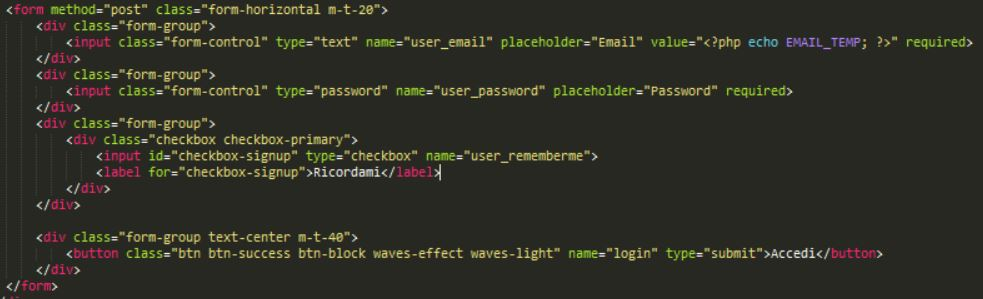 <form method="post" class="form-horizontal m-t-20">
<div class="form-group">
<input class="form-control" type="text" name="user_email" placeholder="Email" value="<?php echo EMAIL_TEMP; ?>" required>
</div>
<div class="form-group">
<input class="form-control" type="password" name="user_password" placeholder="Password" required>
</div>
<div class="form-group">
<div class="checkbox checkbox-primary">
<input id="checkbox-signup" type="checkbox" name="user_rememberme">
<label for="checkbox-signup">Ricordami</label>
</div>
</div>
<div class="form-group text-center m-t-40">
<button class="btn btn-success btn-block waves-effect waves-light" name="login" type="submit">Accedi</button>
</div>
</form>